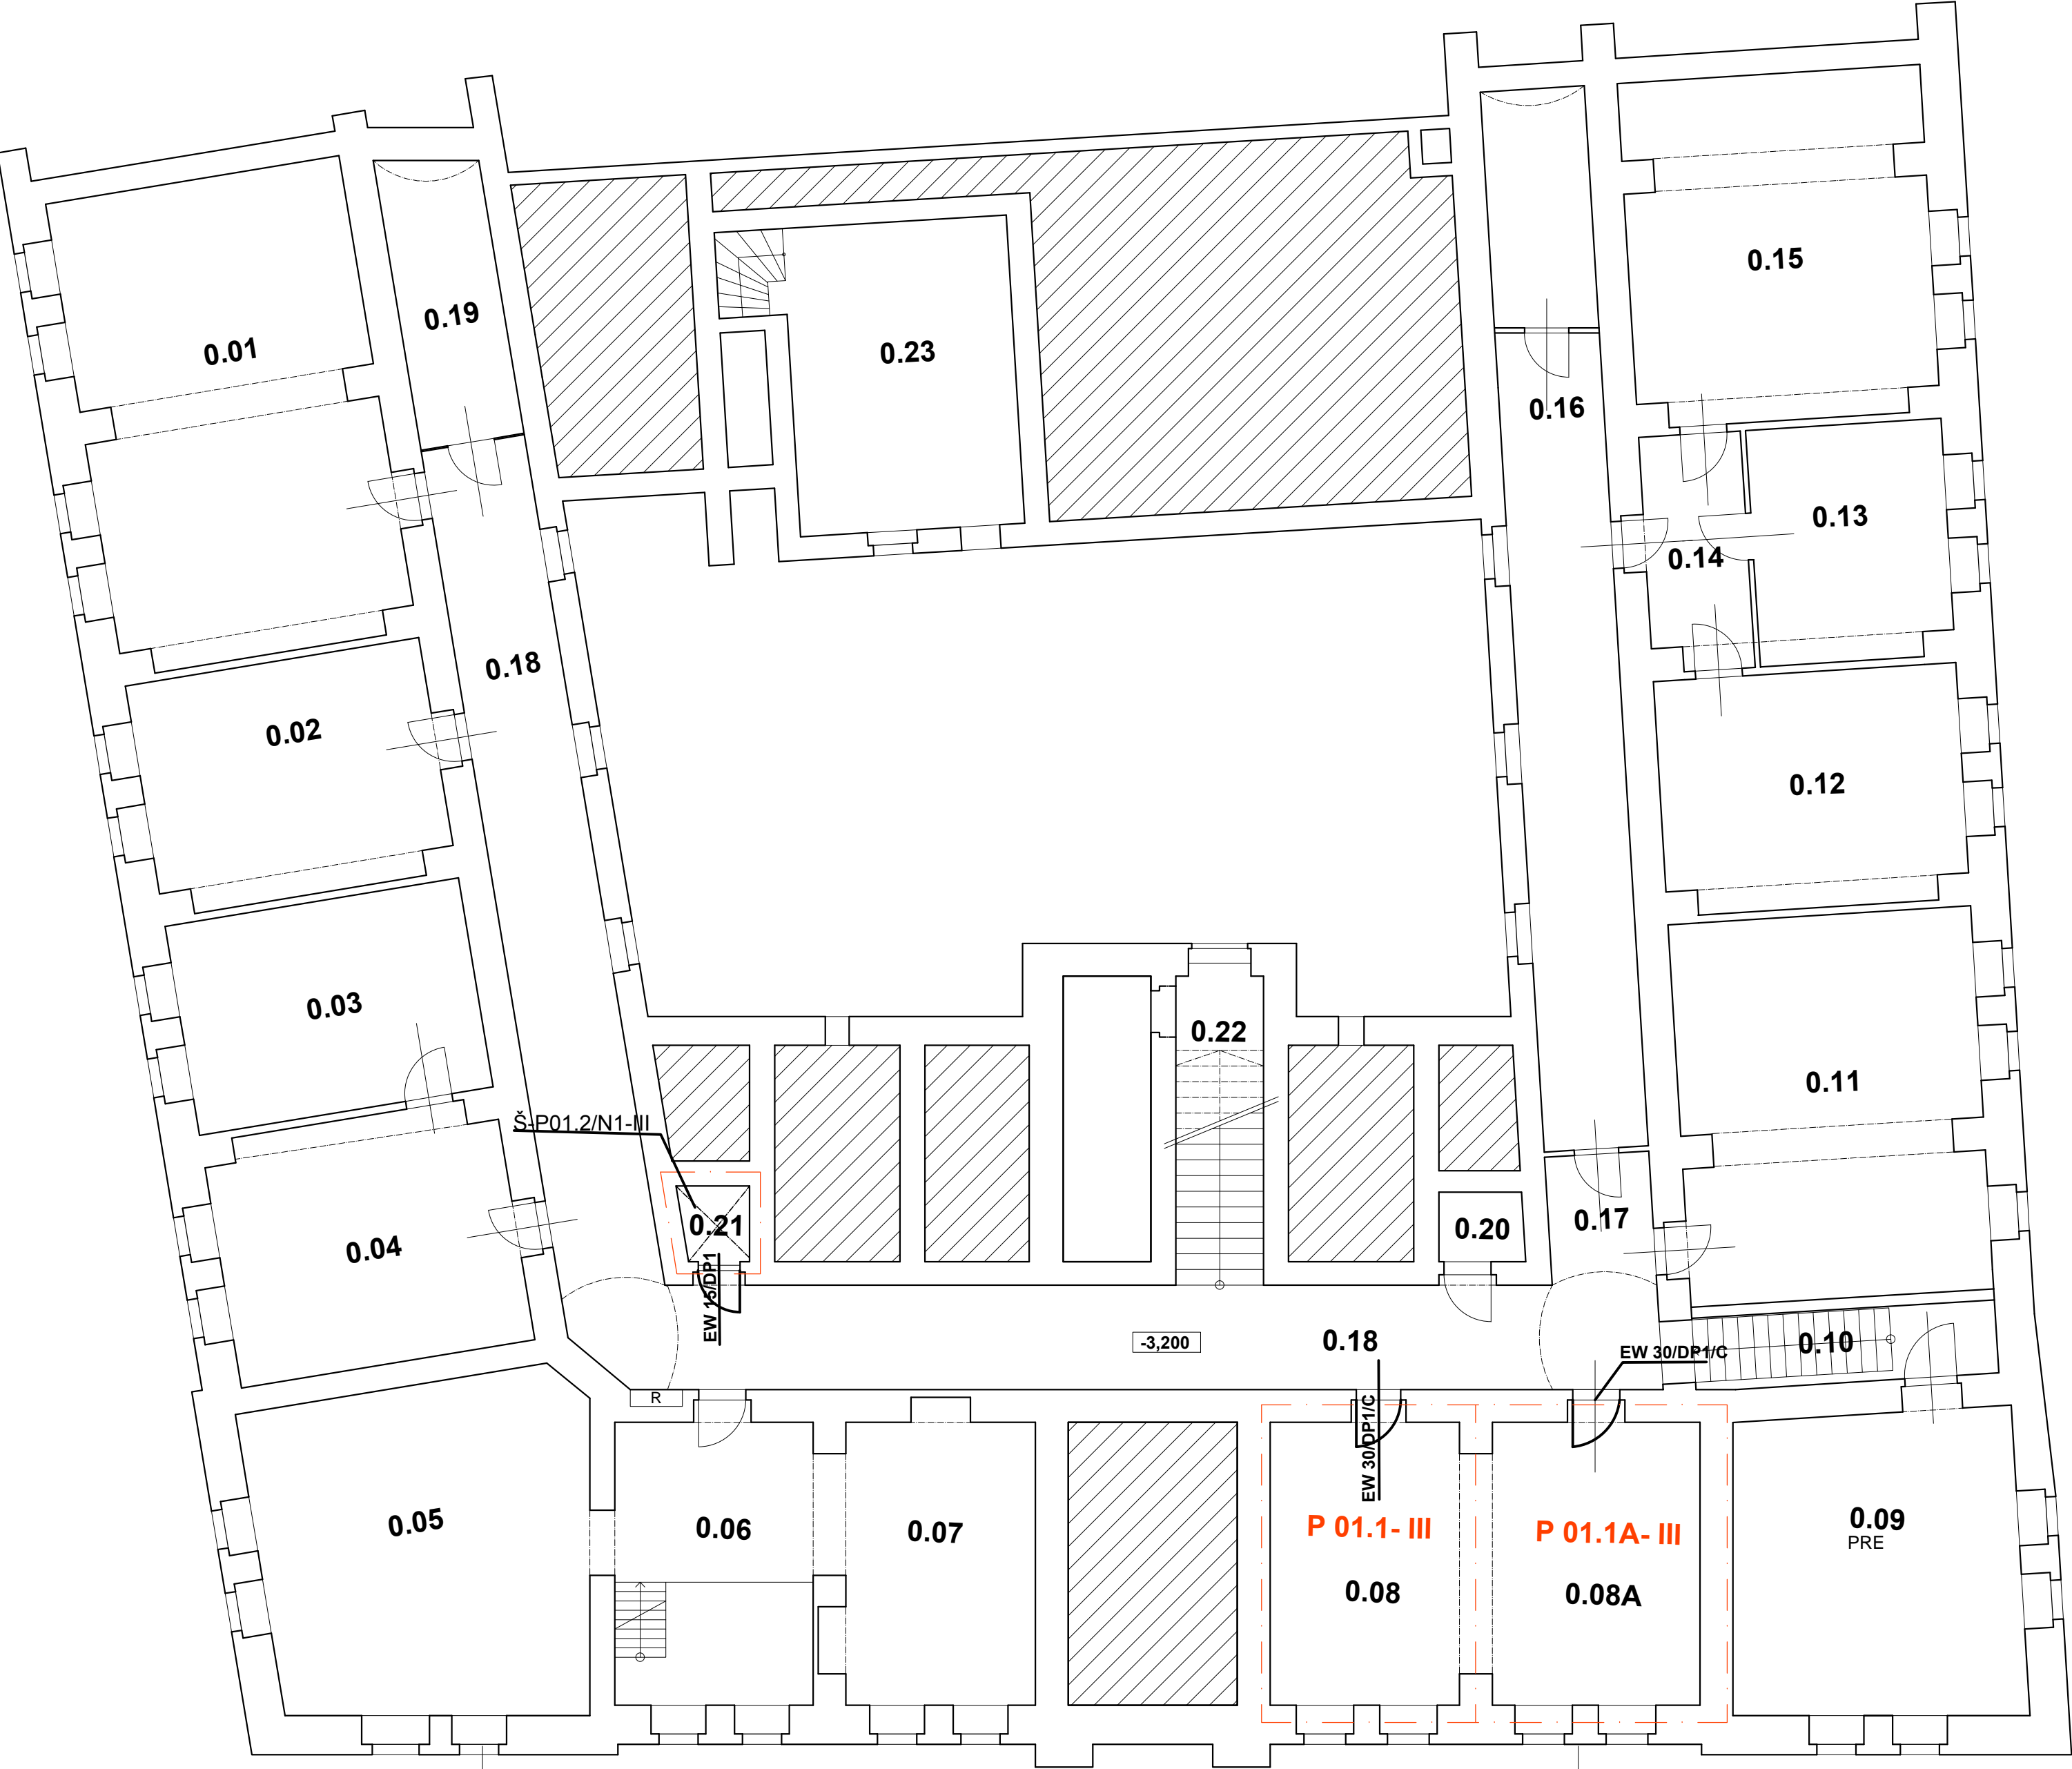 0.15
0.19
0.01
0.23
0.16
0.13
0.14
0.18
0.02
0.12
0.03
0.22
0.11
Š-P01.2/N1-III
0.21
0.20
0.17
0.04
EW 15/DP1
-3,200
0.18
0.10
EW 30/DP1/C
R
EW 30/DP1/C
0.05
0.06
0.07
P 01.1- III
P 01.1A- III
0.09
PRE
0.08
0.08A